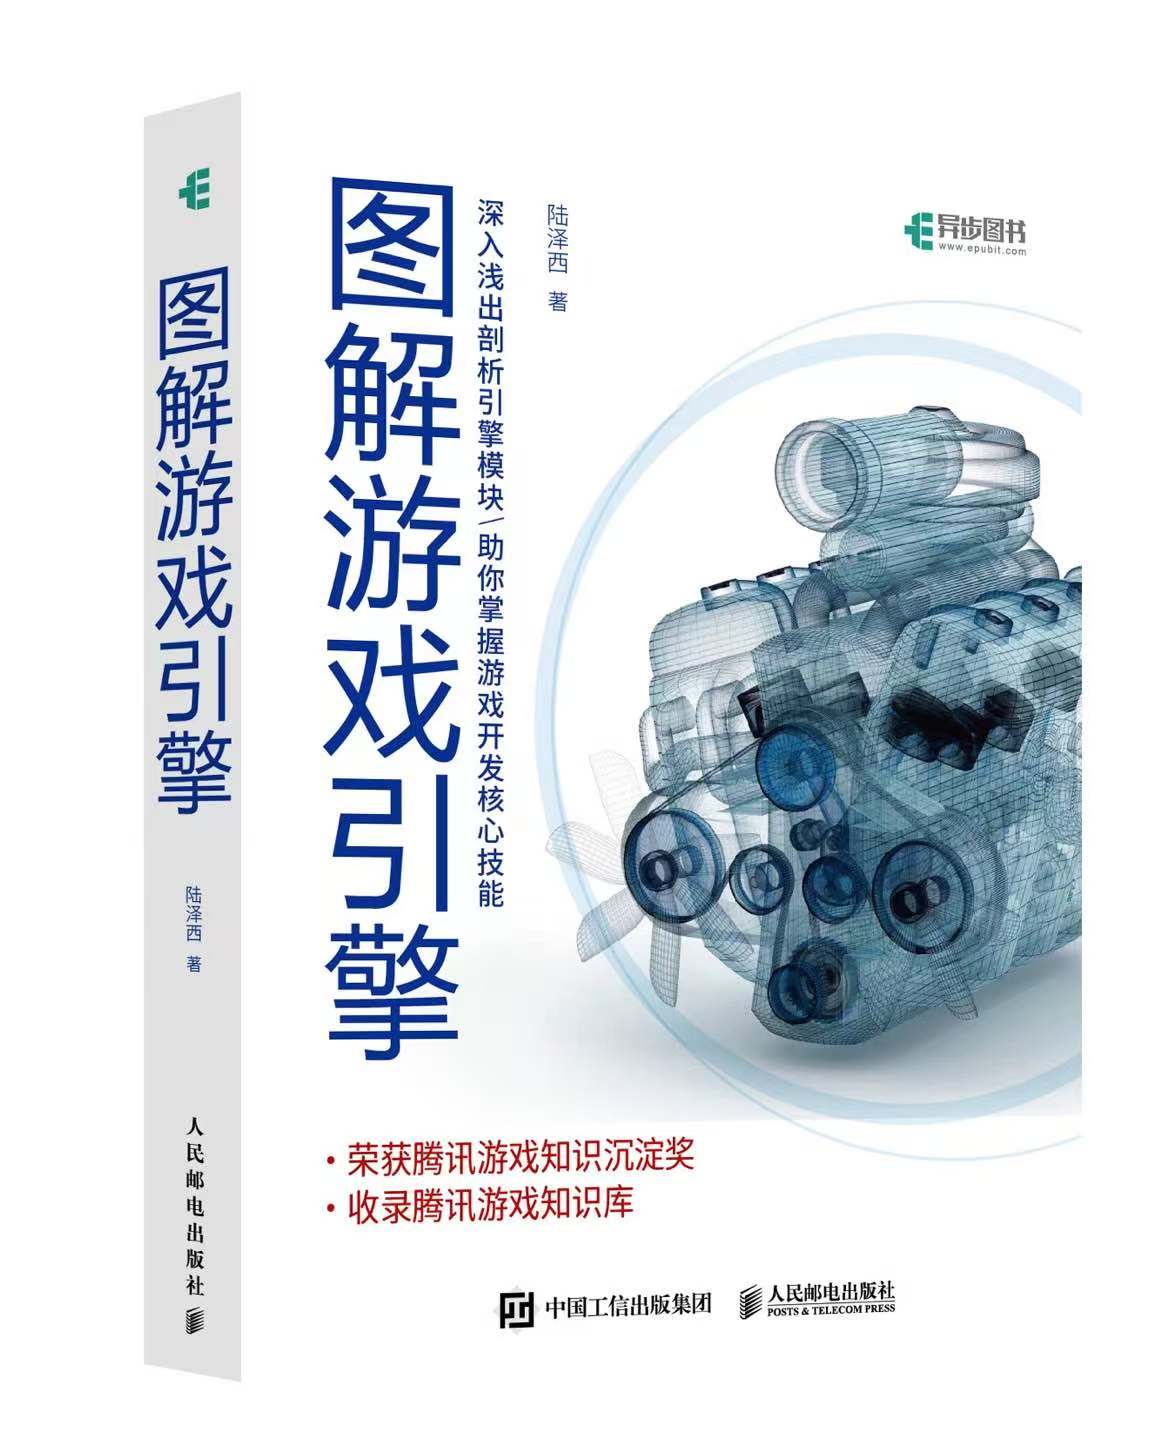 图解游戏引擎
陆泽西 著
人民邮电出版社
图解游戏引擎
深入浅出剖析引擎模块/助你掌握游戏开发核心技能
陆泽西 著
异步图书
www.epubit.com
•荣获腾讯游戏知识沉淀奖
•收录腾讯游戏知识库
中国工信出版集团
人民邮电出版社
POSTS & TELECOM PRESS